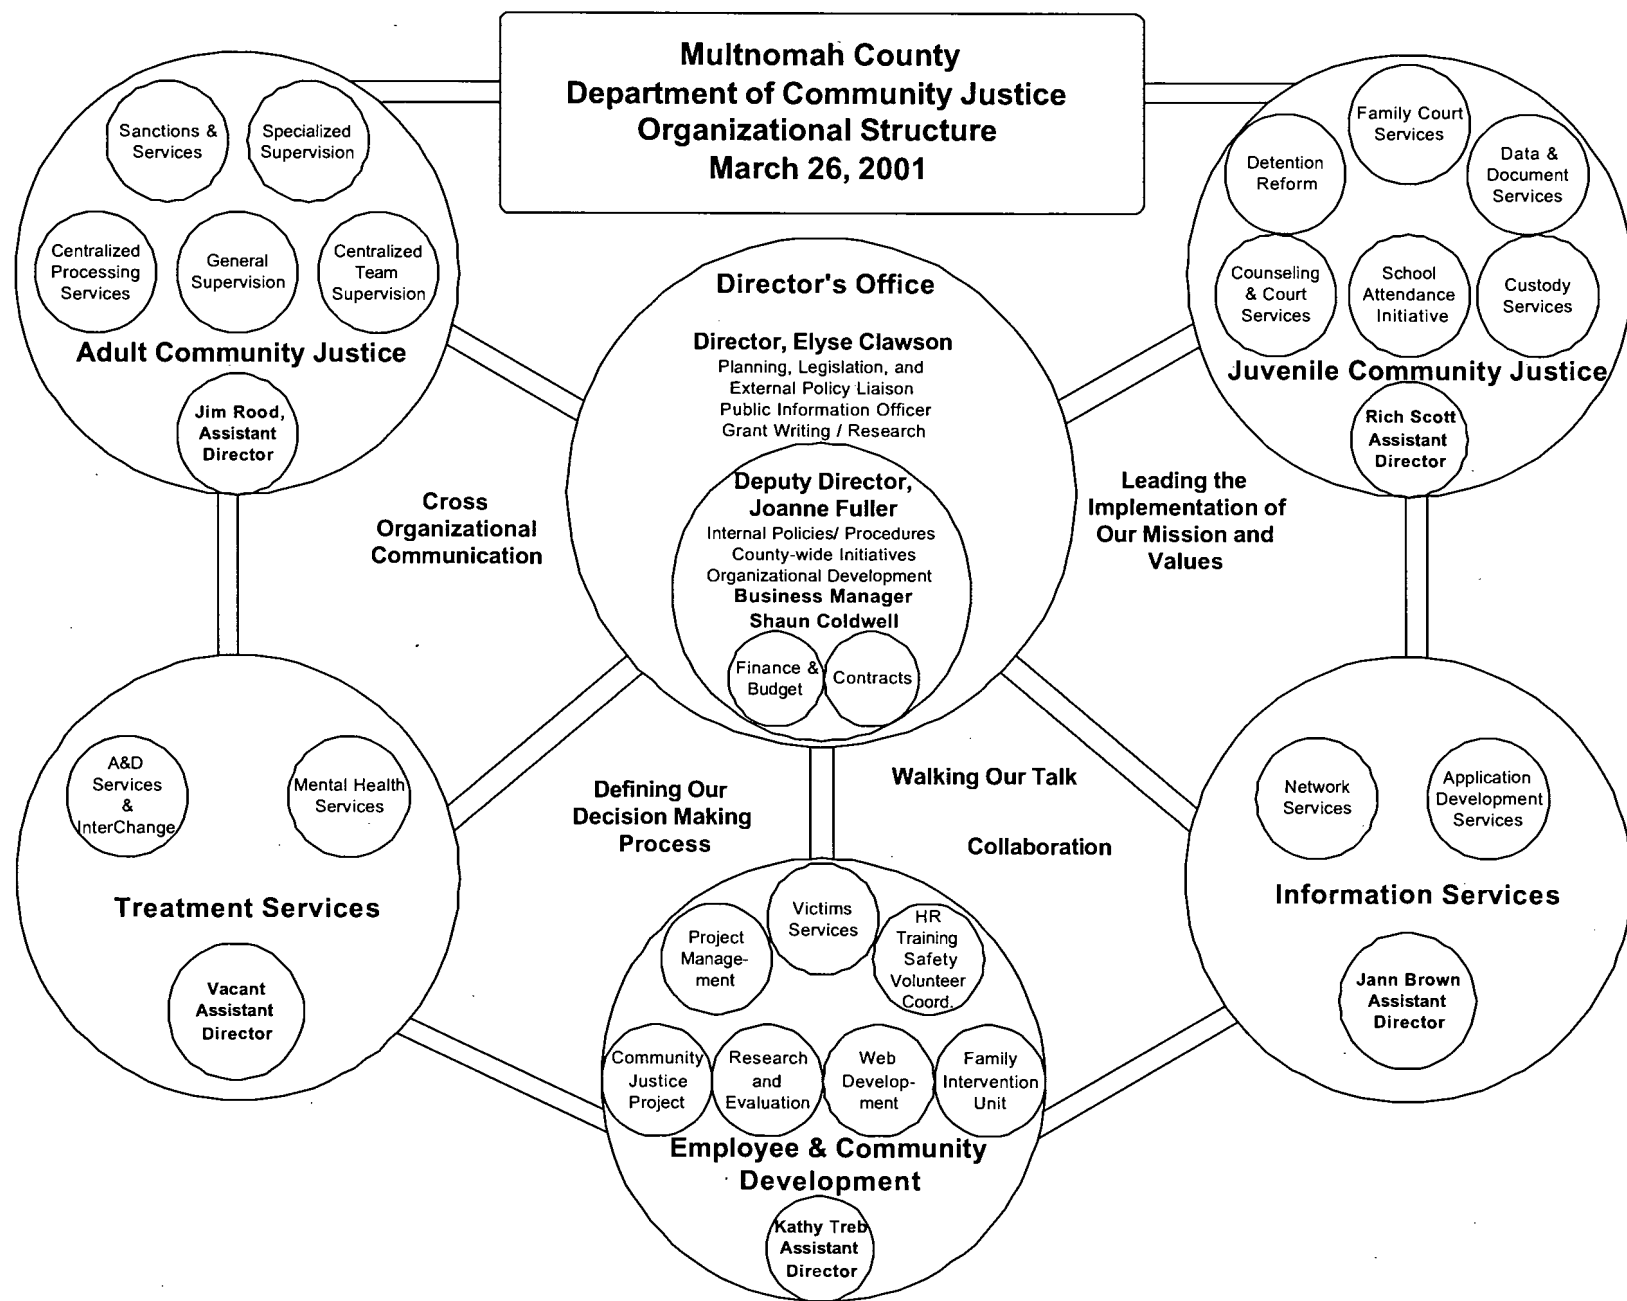 Multnomah County
Department of Community Justice
Organizational Structure
March 26, 2001
Sanctions &
Services
Specialized
Supervision
Centralized
Processing
Services
General
Supervision
Centralized
Team
Supervision
Adult Community Justice
Jim Rood,
Assistant
Director
Family Court
Services
Detention
Reform
Data &
Document
Services
Counseling
& Court
Services
School
Attendance
Initiative
Custody
Services
Juvenile Community Justice
Rich Scott
Assistant
Director
Director's Office
Director, Elyse Clawson
Planning, Legislation, and
External Policy Liaison
Public Information Officer
Grant Writing / Research
Deputy Director,
Joanne Fuller
Internal Policies/ Procedures
County-wide Initiatives
Organizational Development
Business Manager
Shaun Coldwell
Finance &
Budget
Contracts
Cross
Organizational
Communication
Leading the
Implementation of
Our Mission and
Values
Defining Our
Decision Making
Process
Walking Our Talk
Collaboration
A&D
Services
&
InterChange
Mental Health
Services
Treatment Services
Vacant
Assistant
Director
Network
Services
Application
Development
Services
Information Services
Jann Brown
Assistant
Director
Project
Manage-
ment
Victims
Services
HR
Training
Safety
Volunteer
Coord.
Community
Justice
Project
Research
and
Evaluation
Web
Develop-
ment
Family
Intervention
Unit
Employee & Community
Development
Kathy Treb
Assistant
Director